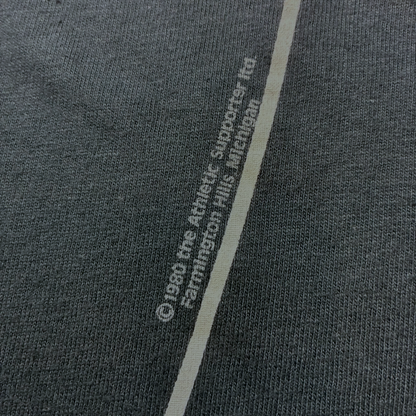 ©1980 the Athletic Supporter ltd.
Farmington Hills, Michigan